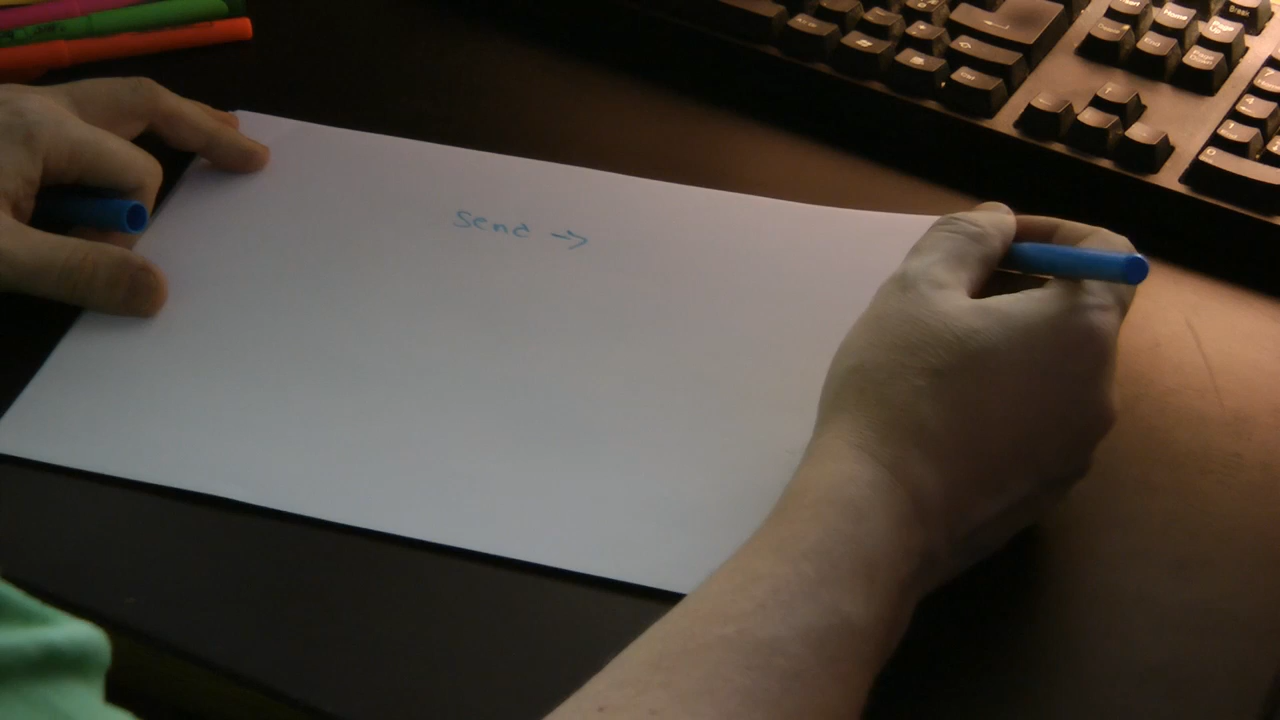 send →